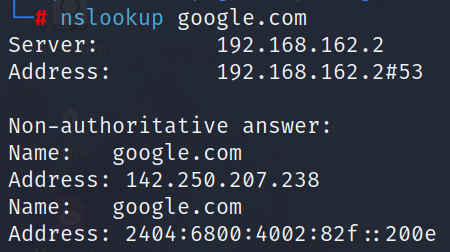 └─# nslookup google.com
Server:         192.168.162.2
Address:        192.168.162.2#53

Non-authoritative answer:
Name:   google.com
Address: 142.250.207.238
Name:   google.com
Address: 2404:6800:4002:82f::200e